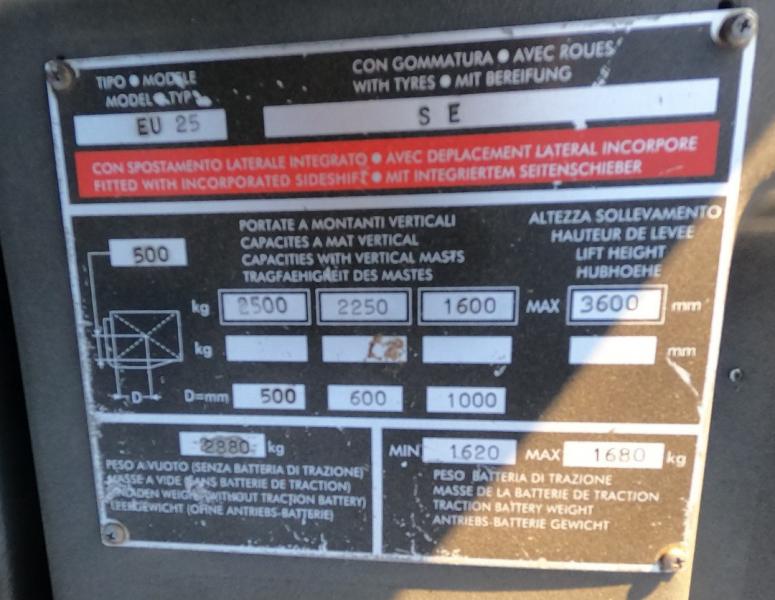 TIPO ● MODELE
MODEL ● TYP
EU 25
CON GOMMATURA ● AVEC ROUES
WITH TYRES ● MIT BEREIFUNG
S E
CON SPOSTAMENTO LATERALE INTEGRATO ● AVEC DEPLACEMENT LATERAL INCORPORE
FITTED WITH INCORPORATED SIDESHIFT ● MIT INTEGRIERTEM SEITENSCHIEBER
500
PORTATE A MONTANTI VERTICALI
CAPACITES A MAT VERTICAL
CAPACITIES WITH VERTICAL MASTS
TRAGFAEHIGKEIT DES MASTES
ALTEZZA SOLLEVAMENTO
HAUTEUR DE LEVEE
LIFT HEIGHT
HUBHOEHE
kg 2500 2250 1600 MAX 3600 mm
kg mm
D D=mm 500 600 1000
2880 kg
PESO A VUOTO (SENZA BATTERIA DI TRAZIONE)
MASSE A VIDE (SANS BATTERIE DE TRACTION)
UNLADEN WEIGHT (WITHOUT TRACTION BATTERY)
LEERGEWICHT (OHNE ANTRIEBS-BATTERIE)
MIN 1620 MAX 1680 kg
PESO BATTERIA DI TRAZIONE
MASSE DE LA BATTERIE DE TRACTION
TRACTION BATTERY WEIGHT
ANTRIEBS-BATTERIE GEWICHT